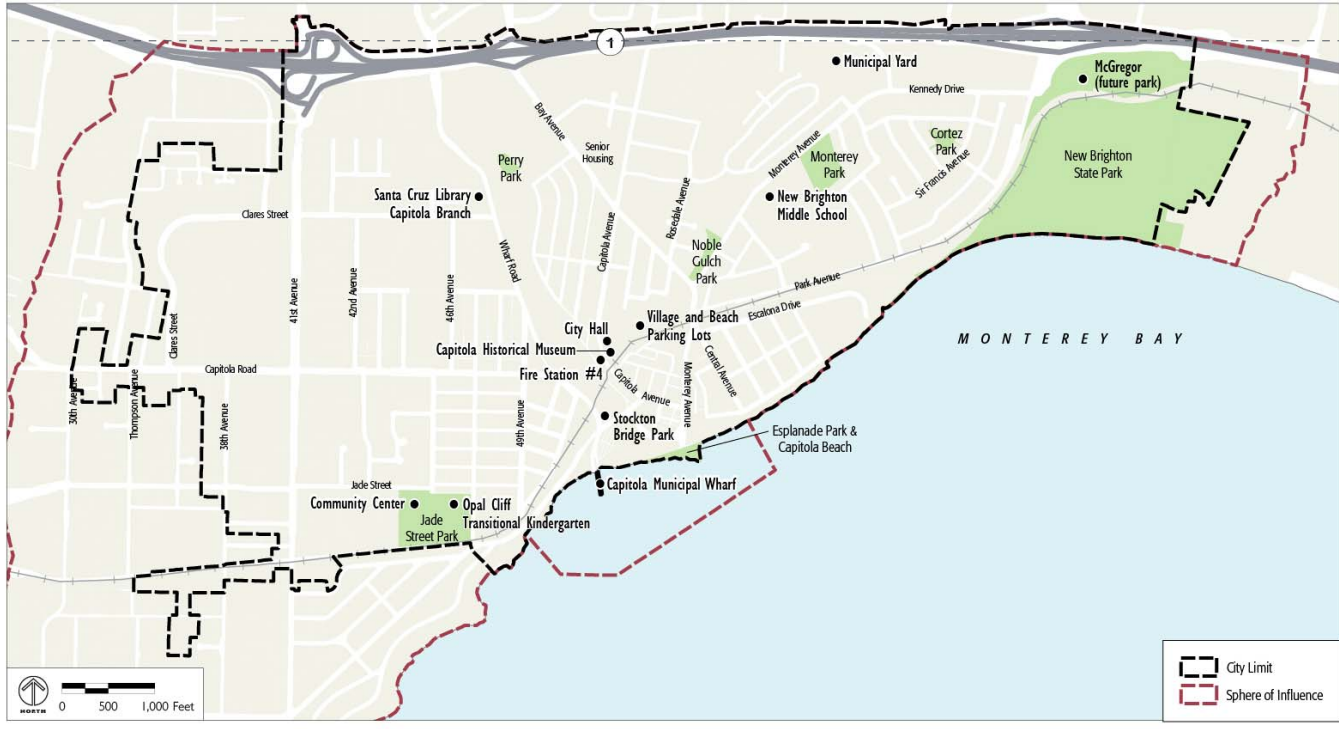 1
Municipal Yard
McGregor
(future park)
Kennedy Drive
Bay Avenue
Senior
Housing
Monterey Avenue
Cortez
Park
Perry
Park
Monterey
Park
Sir Francis Avenue
New Brighton
State Park
Santa Cruz Library
Capitola Branch
New Brighton
Middle School
Clares Street
Rosedale Avenue
Capitola Avenue
Wharf Road
Noble
Gulch
Park
41st Avenue
42nd Avenue
46th Avenue
Park Avenue
Escalona Drive
Clares Street
Village and Beach
Parking Lots
City Hall
Capitola Historical Museum
Fire Station #4
MONTEREY BAY
Capitola Road
Central Avenue
Monterey Avenue
Capitola Avenue
30th Avenue
Thompson Avenue
38th Avenue
49th Avenue
Stockton
Bridge Park
Esplanade Park &
Capitola Beach
Jade Street
Capitola Municipal Wharf
Community Center
Opal Cliff
Transitional Kindergarten
Jade
Street Park
NORTH
0 500 1,000 Feet
City Limit
Sphere of Influence